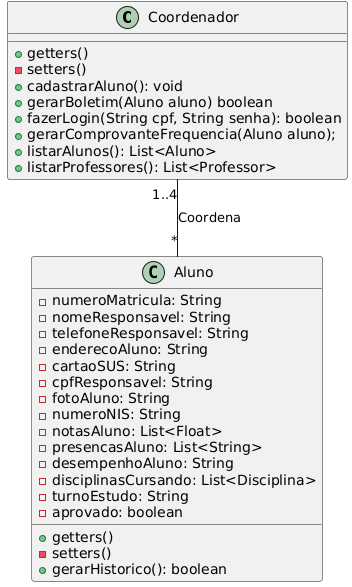 C Coordenador
getters()
setters()
cadastrarAluno(): void
gerarBoletim(Aluno aluno) boolean
fazerLogin(String cpf, String senha): boolean
gerarComprovanteFrequencia(Aluno aluno);
listarAlunos(): List<Aluno>
listarProfessores(): List<Professor>
1..4
Coordena
*
C Aluno
numeroMatricula: String
nomeResponsavel: String
telefoneResponsavel: String
enderecoAluno: String
cartaoSUS: String
cpfResponsavel: String
fotoAluno: String
numeroNIS: String
notasAluno: List<Float>
presencasAluno: List<String>
desempenhoAluno: String
disciplinasCursando: List<Disciplina>
turnoEstudo: String
aprovado: boolean
getters()
setters()
gerarHistorico(): boolean